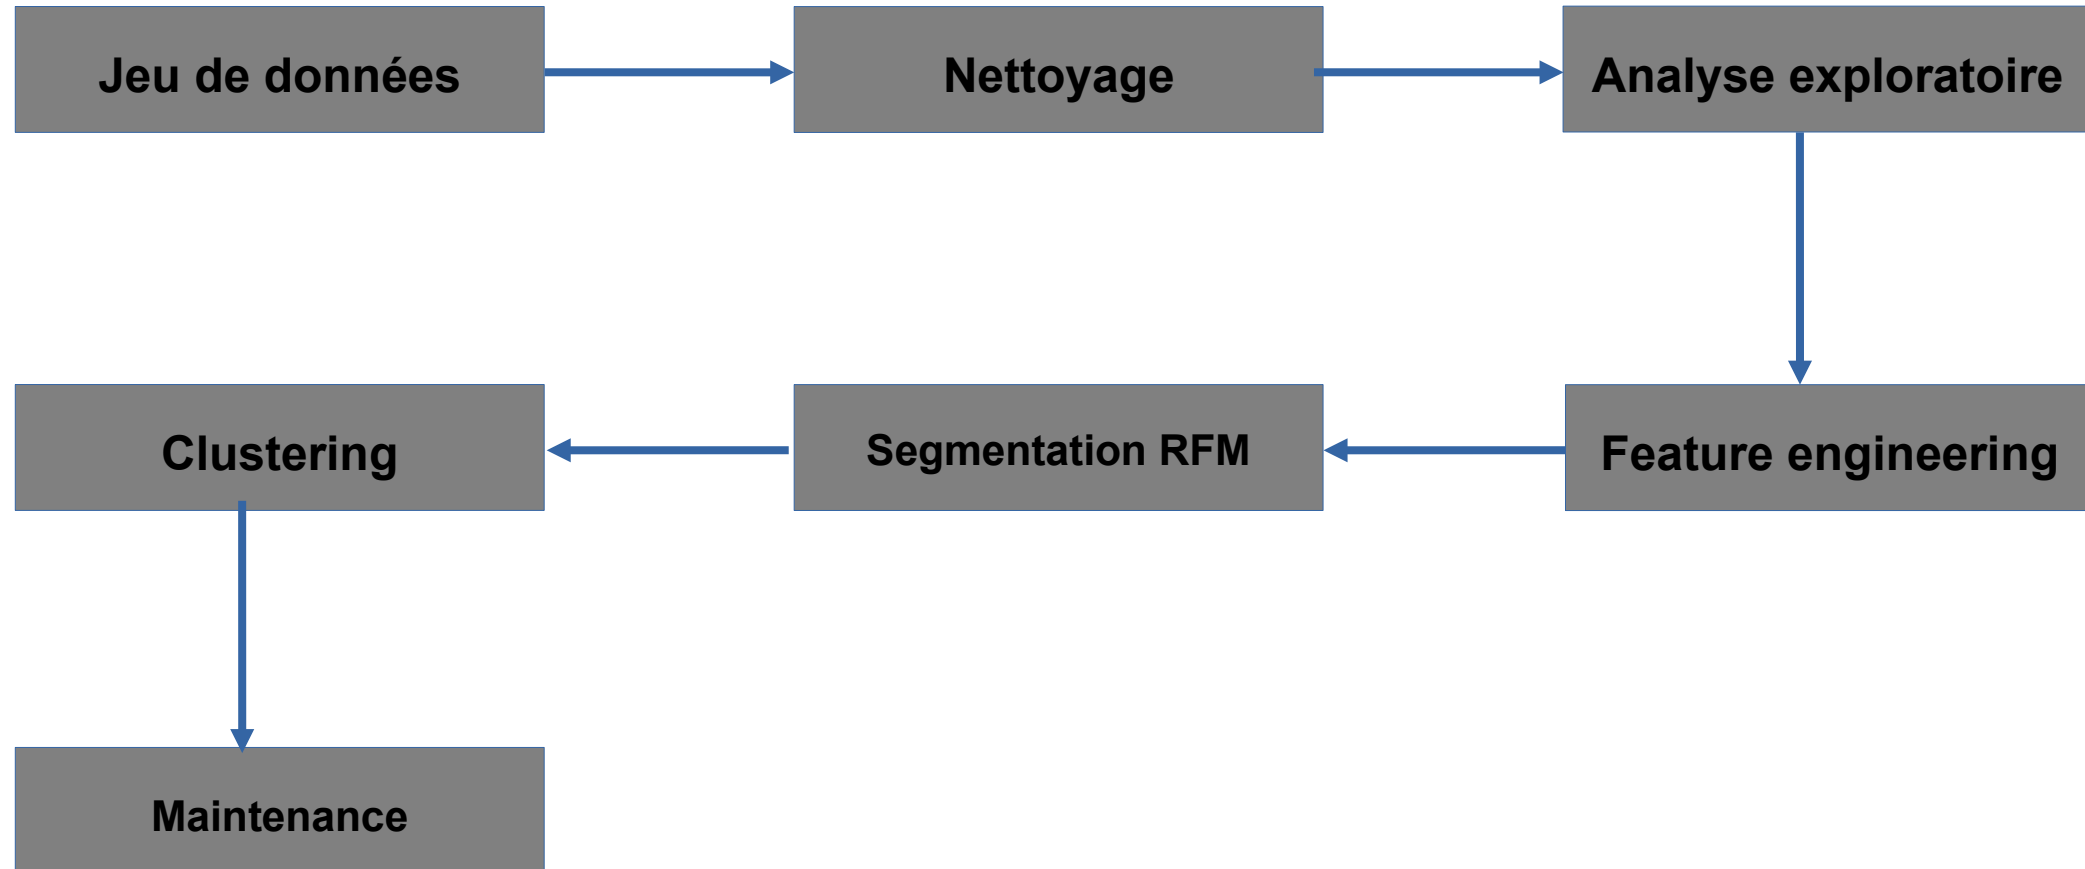 Jeu de données
Nettoyage
Analyse exploratoire
Clustering
Segmentation RFM
Feature engineering
Maintenance